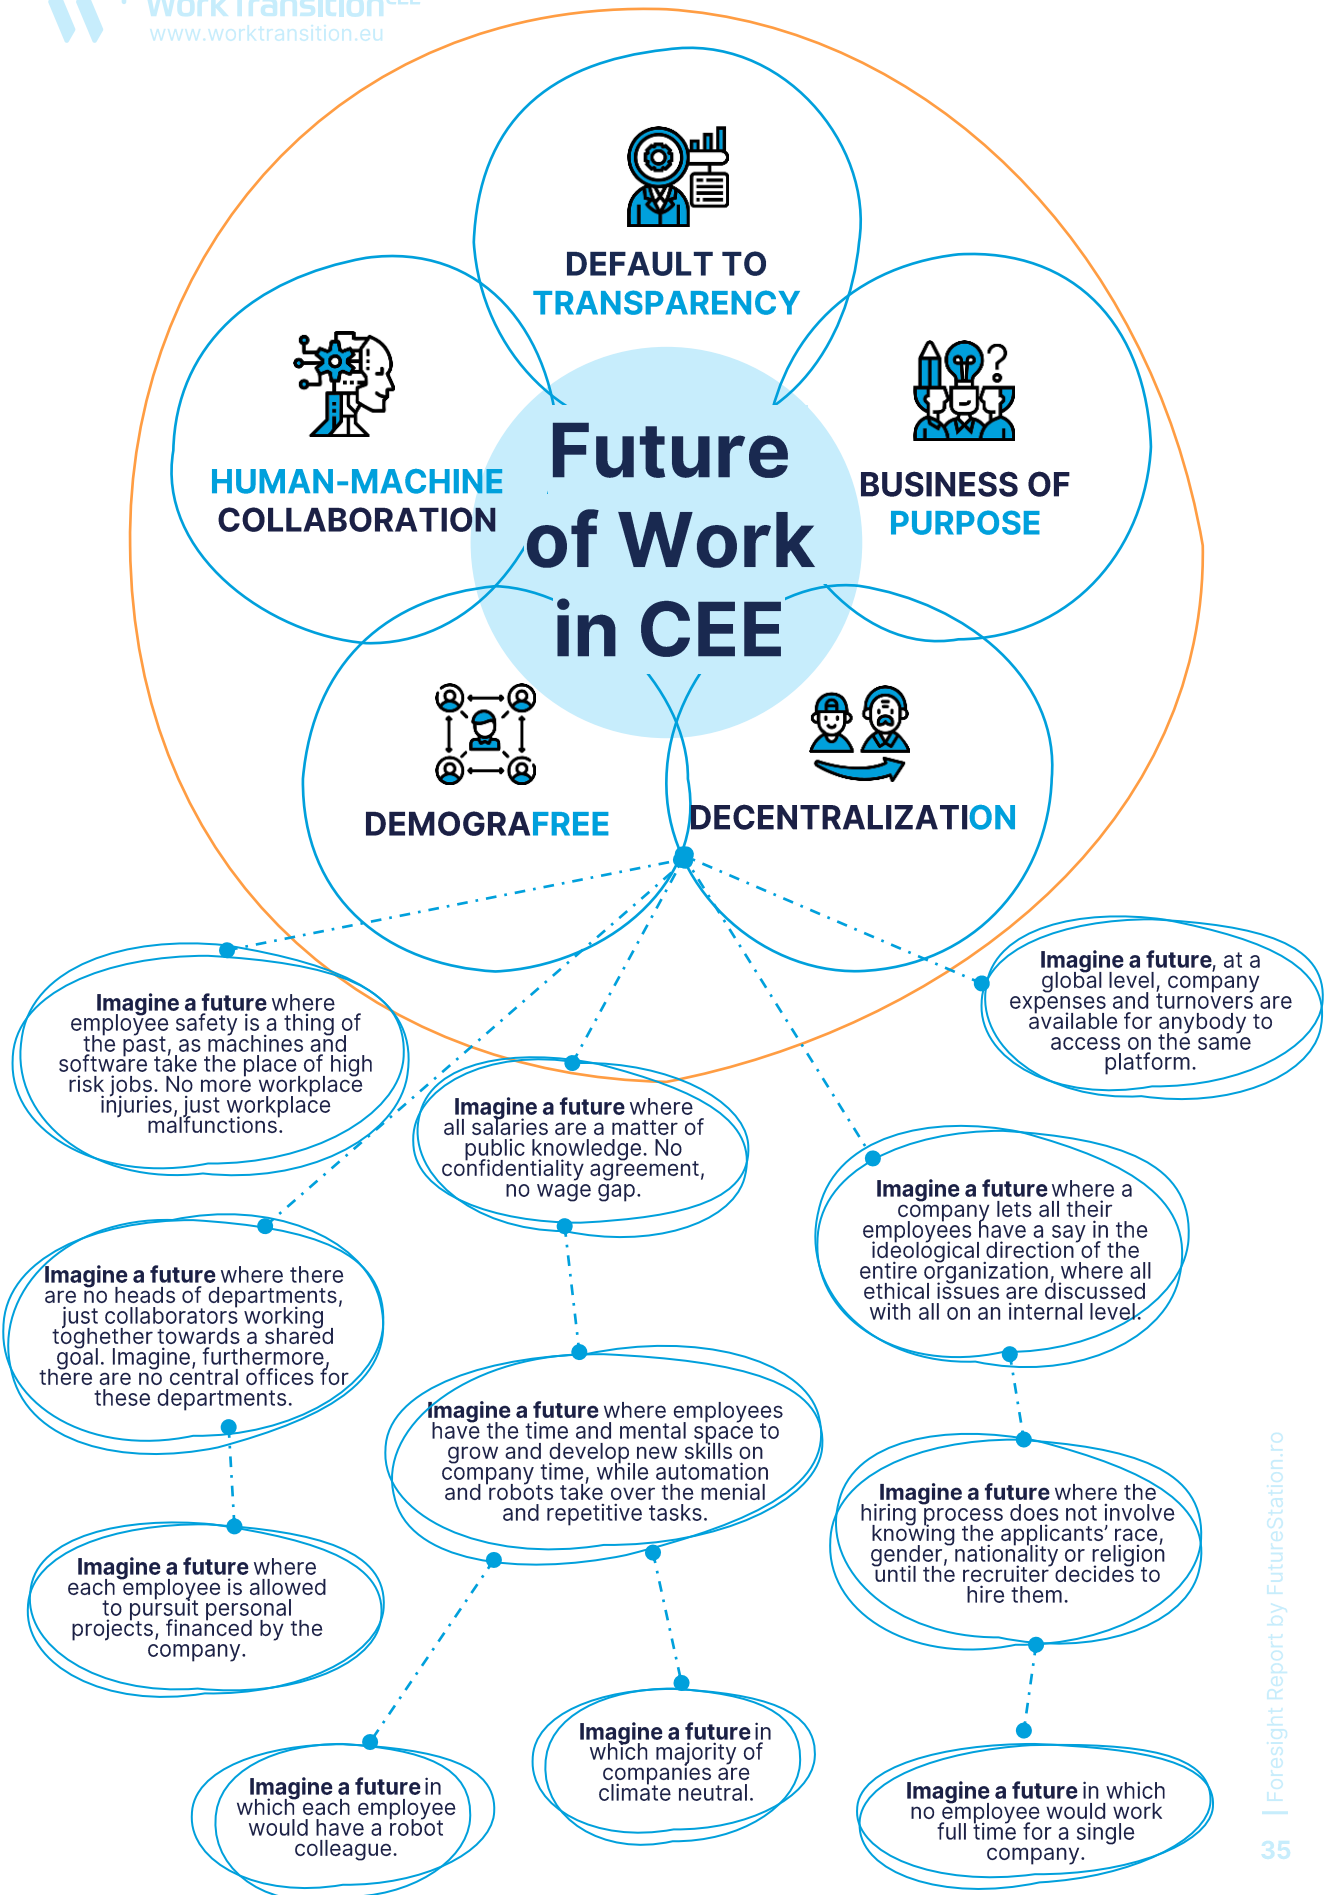 WorkTransition CEE
www.worktransition.eu
DEFAULT TO
TRANSPARENCY
HUMAN-MACHINE
COLLABORATION
BUSINESS OF
PURPOSE
Future
of Work
in CEE
DEMOGRAFREE
DECENTRALIZATION
Imagine a future, at a
global level, company
expenses and turnovers are
available for anybody to
access on the same
platform.
Imagine a future where
employee safety is a thing of
the past, as machines and
software take the place of high
risk jobs. No more workplace
injuries, just workplace
malfunctions.
Imagine a future where
all salaries are a matter of
public knowledge. No
confidentiality agreement,
no wage gap.
Imagine a future where a
company lets all their
employees have a say in the
ideological direction of the
entire organization, where all
ethical issues are discussed
with all on an internal level.
Imagine a future where there
are no heads of departments,
just collaborators working
toghether towards a shared
goal. Imagine, furthermore,
there are no central offices for
these departments.
Imagine a future where employees
have the time and mental space to
grow and develop new skills on
company time, while automation
and robots take over the menial
and repetitive tasks.
Imagine a future where the
hiring process does not involve
knowing the applicants’ race,
gender, nationality or religion
until the recruiter decides to
hire them.
Imagine a future where
each employee is allowed
to pursuit personal
projects, financed by the
company.
Imagine a future in
which each employee
would have a robot
colleague.
Imagine a future in
which majority of
companies are
climate neutral.
Imagine a future in which
no employee would work
full time for a single
company.
| Foresight Report by FutureStation.ro
35